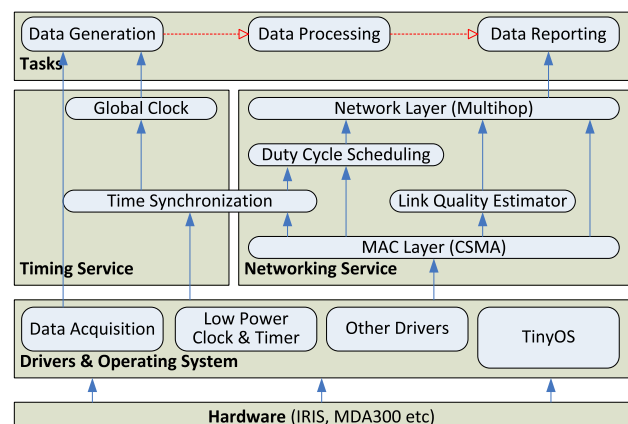 Data Generation
Data Processing
Data Reporting
Tasks
Global Clock
Network Layer (Multihop)
Duty Cycle Scheduling
Time Synchronization
Link Quality Estimator
MAC Layer (CSMA)
Timing Service
Networking Service
Data Acquisition
Low Power
Clock & Timer
Other Drivers
TinyOS
Drivers & Operating System
Hardware (IRIS, MDA300 etc)